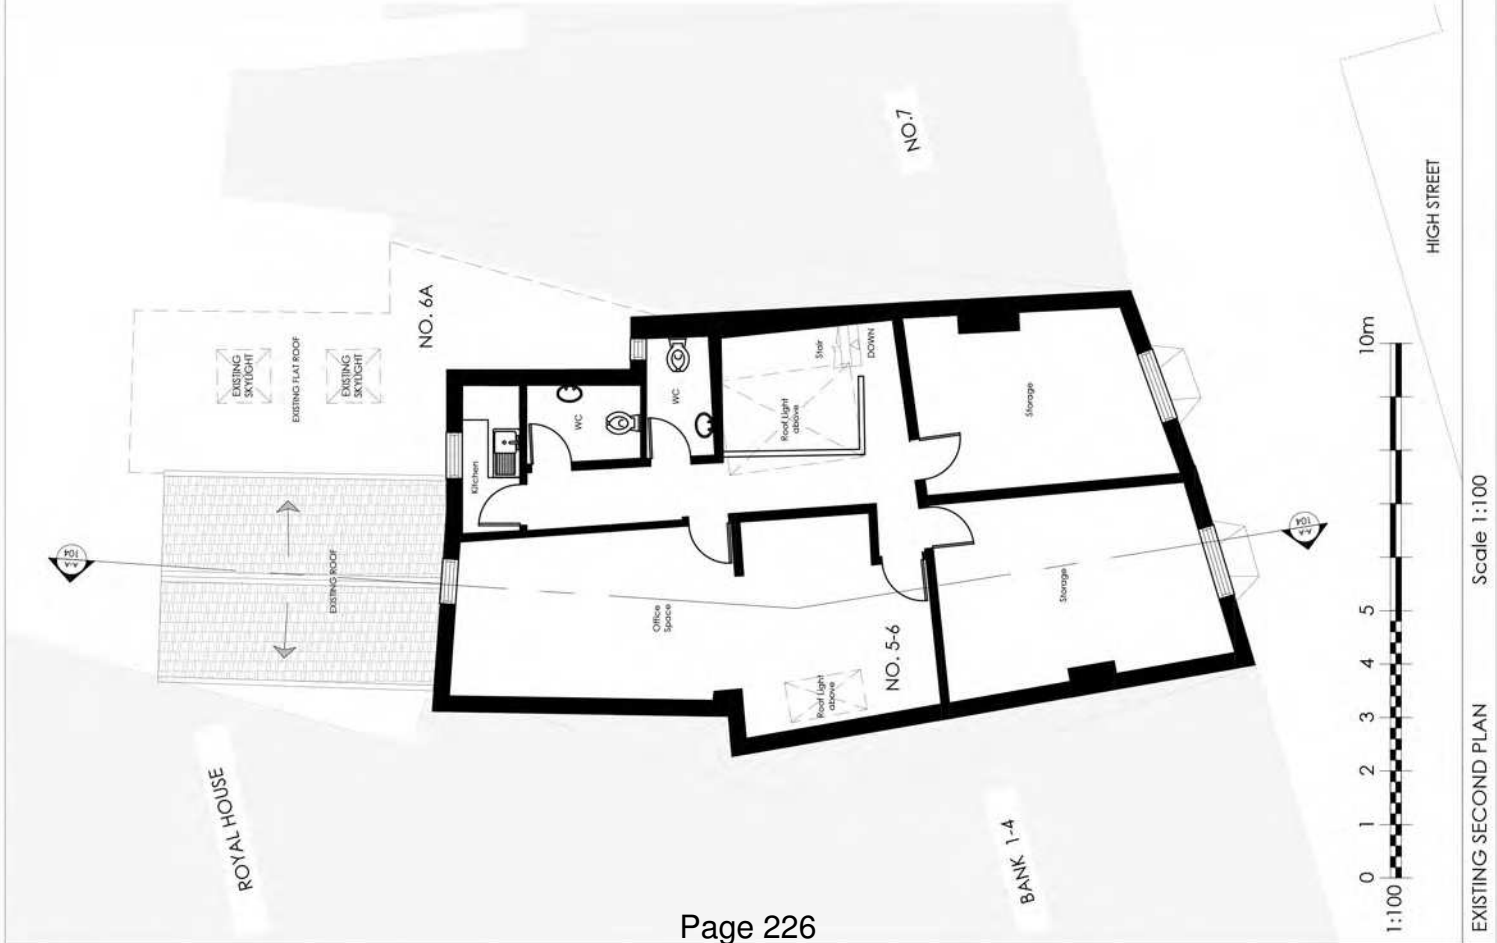 NO.7
HIGH STREET
NO. 6A
EXISTING
SKYLIGHT
EXISTING FLAT ROOF
EXISTING
SKYLIGHT
EXISTING ROOF
A-A
104
Kitchen
WC
WC
Stair
DOWN
Roof Light
above
Storage
Storage
Office
Space
Roof Light
above
NO. 5-6
A-A
104
ROYAL HOUSE
BANK 1-4
1:100
0
1
2
3
4
5
10m
EXISTING SECOND PLAN
Scale 1:100
Page 226